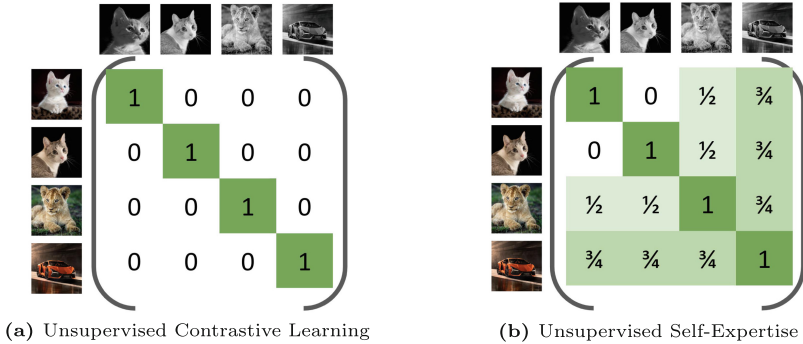 1 0 0 0
0 1 0 0
0 0 1 0
0 0 0 1
(a) Unsupervised Contrastive Learning
1 0 ½ ¾
0 1 ½ ¾
½ ½ 1 ¾
¾ ¾ ¾ 1
(b) Unsupervised Self-Expertise